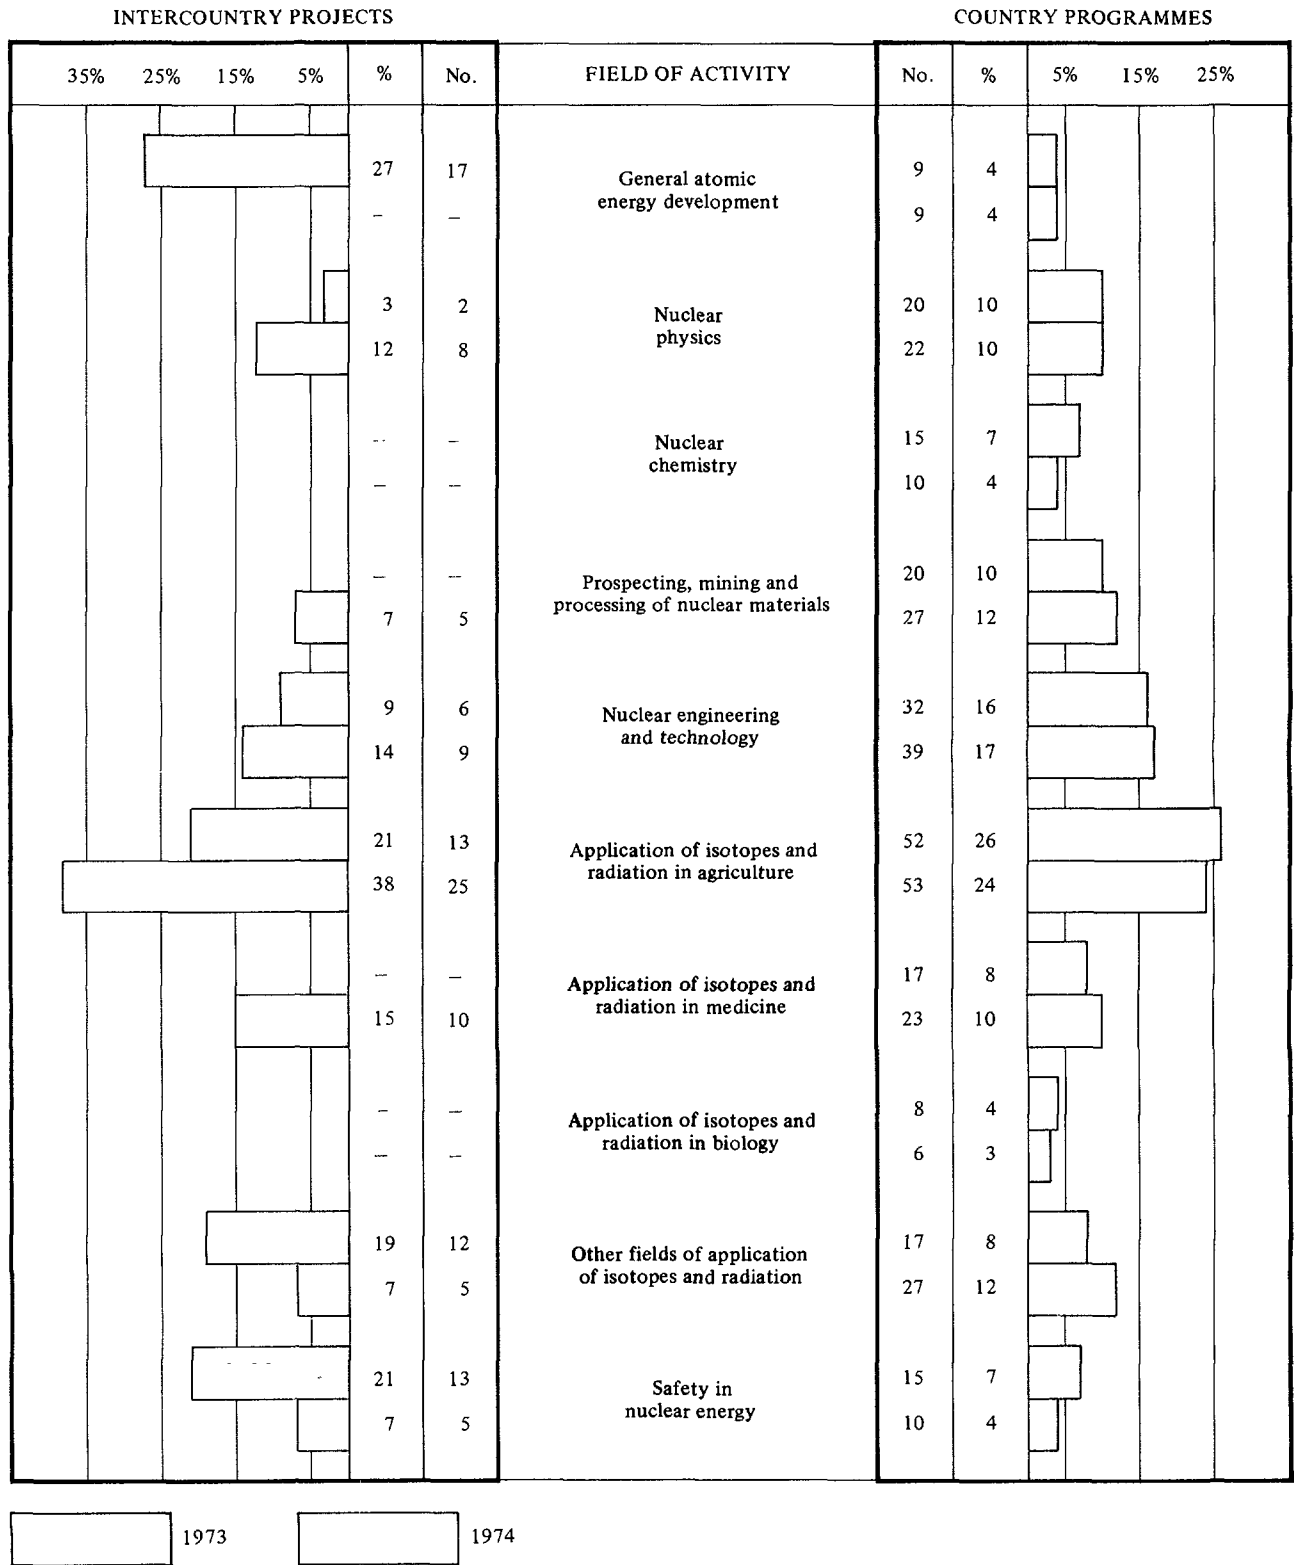 INTERCOUNTRY PROJECTS COUNTRY PROGRAMMES
35% 25% 15% 5% % No. FIELD OF ACTIVITY No. % 5% 15% 25%
27 17 General atomic 9 4
– – energy development 9 4
3 2 Nuclear 20 10
12 8 physics 22 10
– – Nuclear 15 7
– – chemistry 10 4
– – Prospecting, mining and 20 10
7 5 processing of nuclear materials 27 12
9 6 Nuclear engineering 32 16
14 9 and technology 39 17
21 13 Application of isotopes and 52 26
38 25 radiation in agriculture 53 24
– – Application of isotopes and 17 8
15 10 radiation in medicine 23 10
– – Application of isotopes and 8 4
– – radiation in biology 6 3
19 12 Other fields of application 17 8
7 5 of isotopes and radiation 27 12
21 13 Safety in 15 7
7 5 nuclear energy 10 4
1973 1974